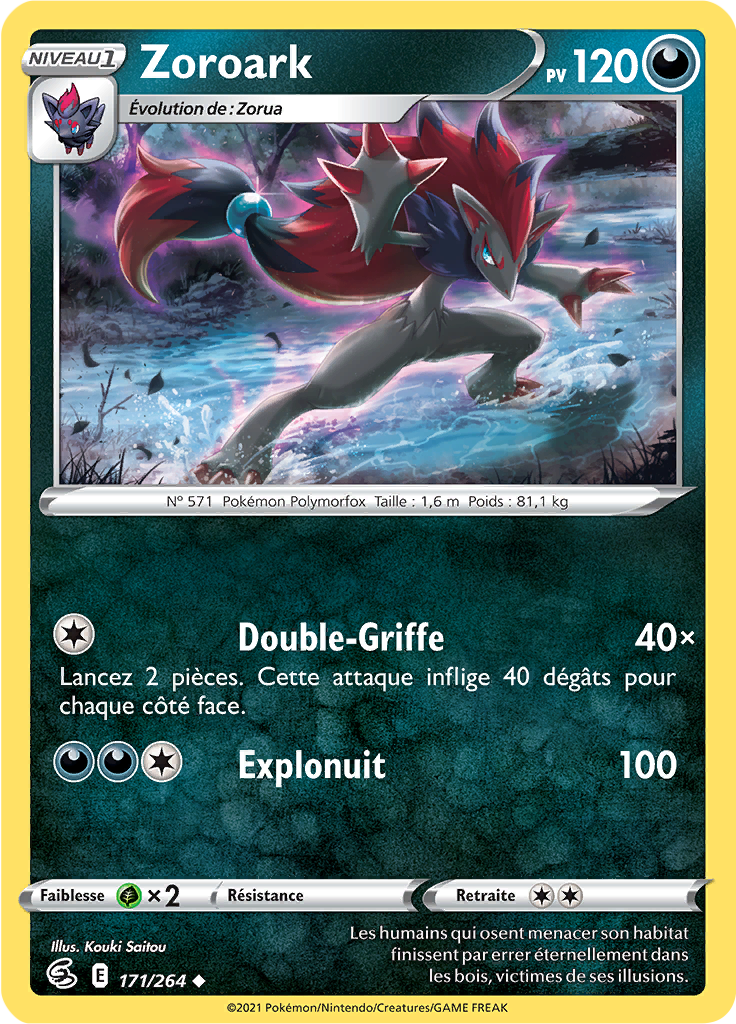 NIVEAU 1
Zoroark
PV 120
Évolution de : Zorua
N° 571 Pokémon Polymorfox Taille : 1,6 m Poids : 81,1 kg
Double-Griffe 40×
Lancez 2 pièces. Cette attaque inflige 40 dégâts pour
chaque côté face.
Explonuit 100
Faiblesse ×2 Résistance Retraite
Illus. Kouki Saitou
Les humains qui osent menacer son habitat
finissent par errer éternellement dans
les bois, victimes de ses illusions.
E 171/264
©2021 Pokémon/Nintendo/Creatures/GAME FREAK